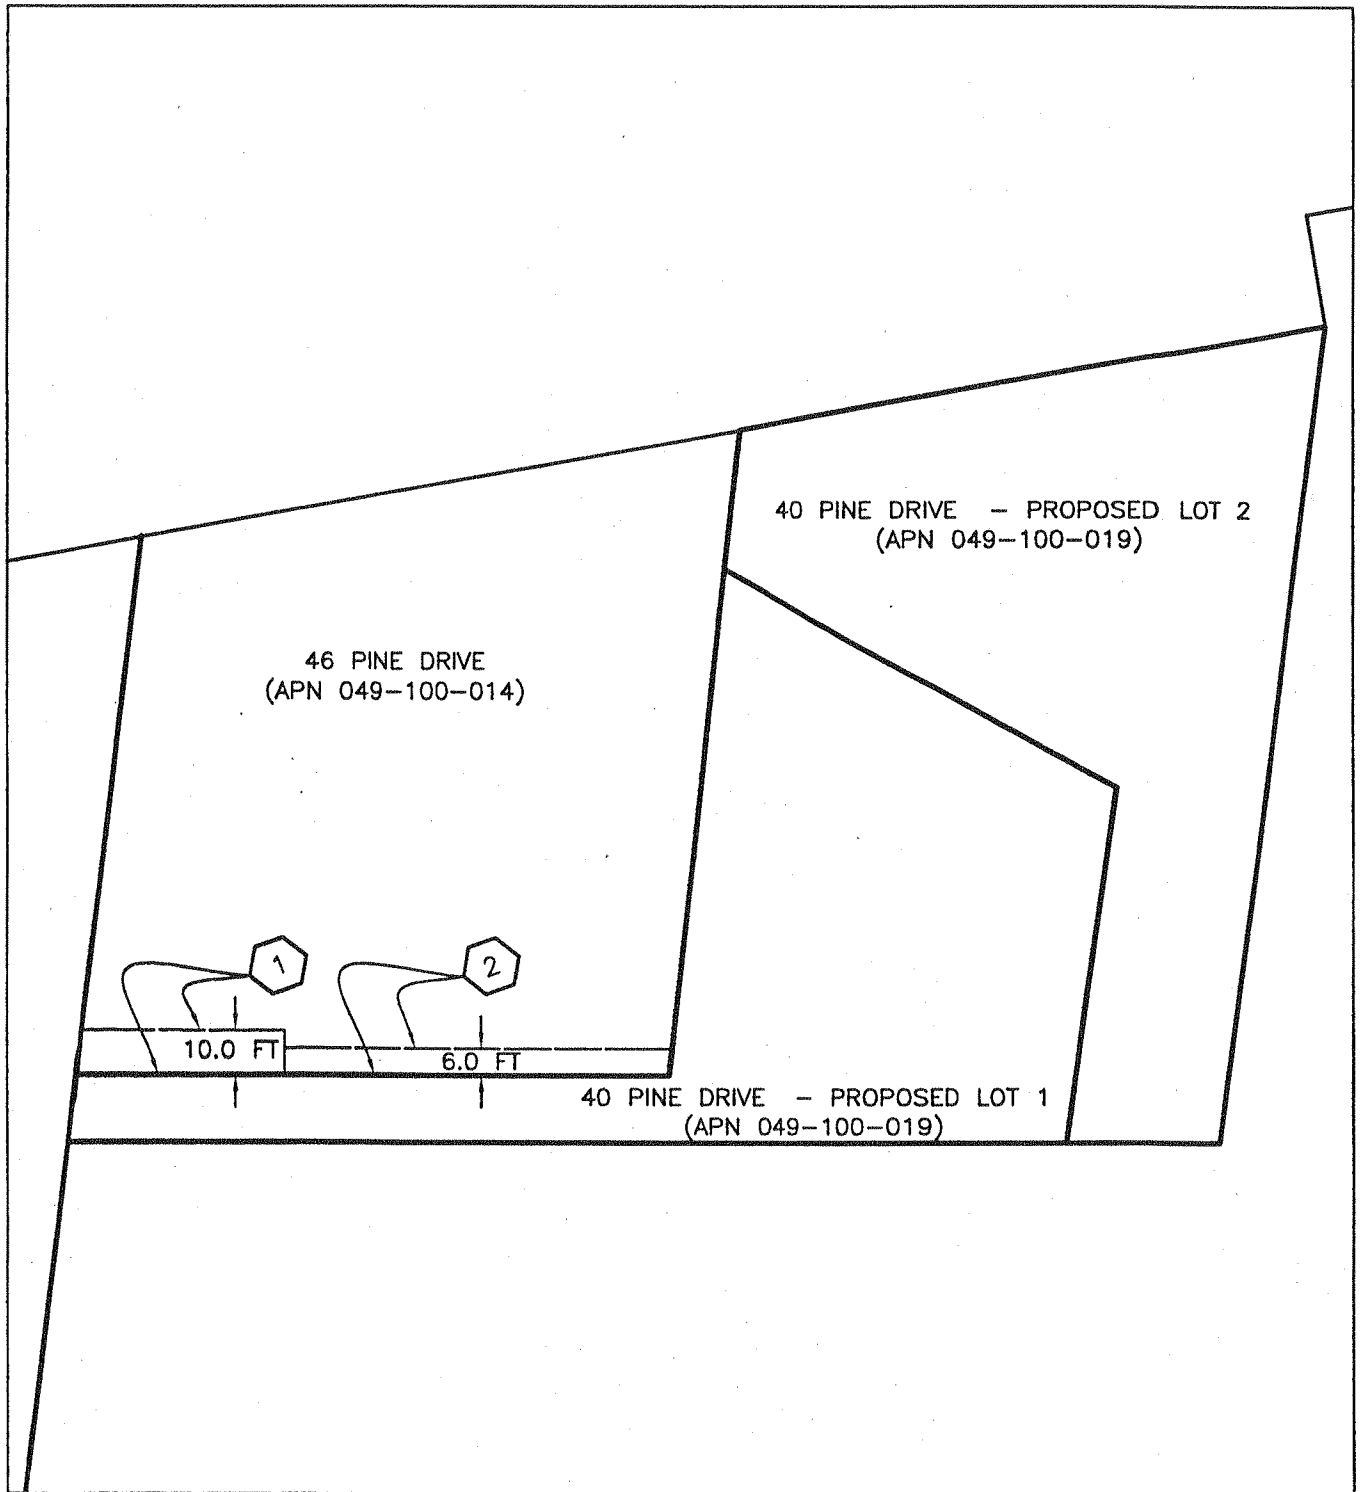 40 PINE DRIVE – PROPOSED LOT 2
(APN 049–100–019)
46 PINE DRIVE
(APN 049–100–014)
1
2
10.0 FT
6.0 FT
40 PINE DRIVE – PROPOSED LOT 1
(APN 049–100–019)